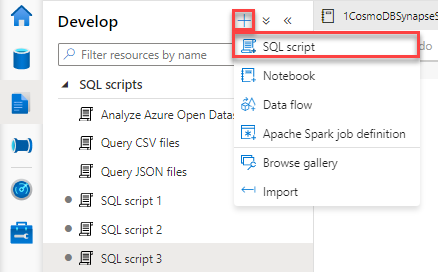 Develop
1CosmoDBSynapseS
Filter resources by name
SQL script
Notebook
Data flow
Apache Spark job definition
Browse gallery
Import
SQL scripts
Analyze Azure Open Datas
Query CSV files
Query JSON files
SQL script 1
SQL script 2
SQL script 3